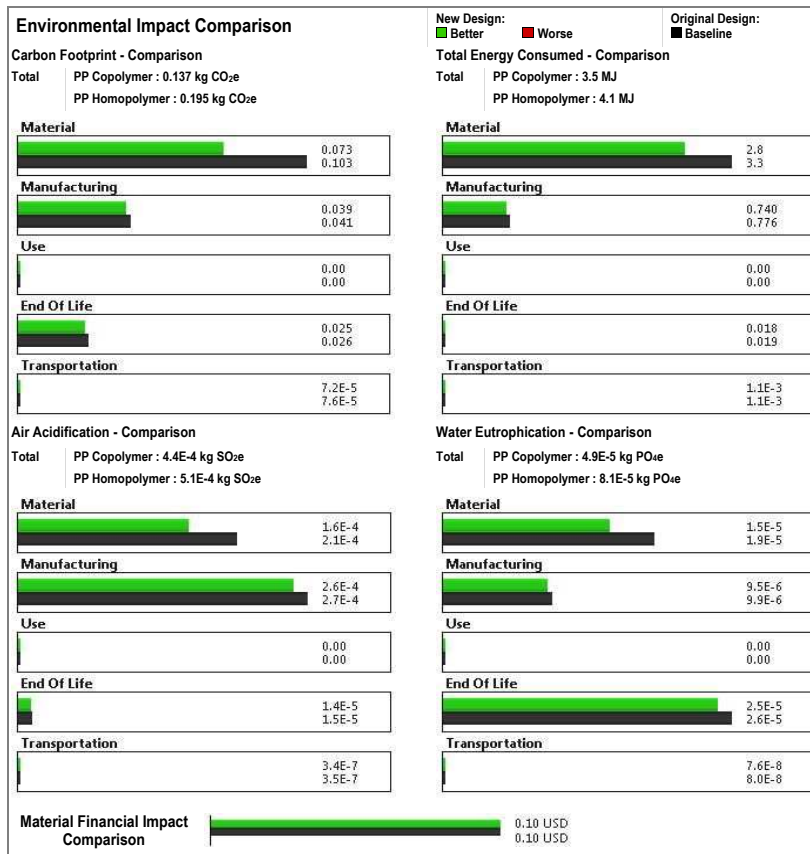 Environmental Impact Comparison
New Design:
Better Worse
Original Design:
Baseline
Carbon Footprint - Comparison
Total PP Copolymer : 0.137 kg CO2e
PP Homopolymer : 0.195 kg CO2e
Material
0.073
0.103
Manufacturing
0.039
0.041
Use
0.00
0.00
End Of Life
0.025
0.026
Transportation
7.2E-5
7.6E-5
Total Energy Consumed - Comparison
Total PP Copolymer : 3.5 MJ
PP Homopolymer : 4.1 MJ
Material
2.8
3.3
Manufacturing
0.740
0.776
Use
0.00
0.00
End Of Life
0.018
0.019
Transportation
1.1E-3
1.1E-3
Air Acidification - Comparison
Total PP Copolymer : 4.4E-4 kg SO2e
PP Homopolymer : 5.1E-4 kg SO2e
Material
1.6E-4
2.1E-4
Manufacturing
2.6E-4
2.7E-4
Use
0.00
0.00
End Of Life
1.4E-5
1.5E-5
Transportation
3.4E-7
3.5E-7
Water Eutrophication - Comparison
Total PP Copolymer : 4.9E-5 kg PO4e
PP Homopolymer : 8.1E-5 kg PO4e
Material
1.5E-5
1.9E-5
Manufacturing
9.5E-6
9.9E-6
Use
0.00
0.00
End Of Life
2.5E-5
2.6E-5
Transportation
7.6E-8
8.0E-8
Material Financial Impact
Comparison
0.10 USD
0.10 USD